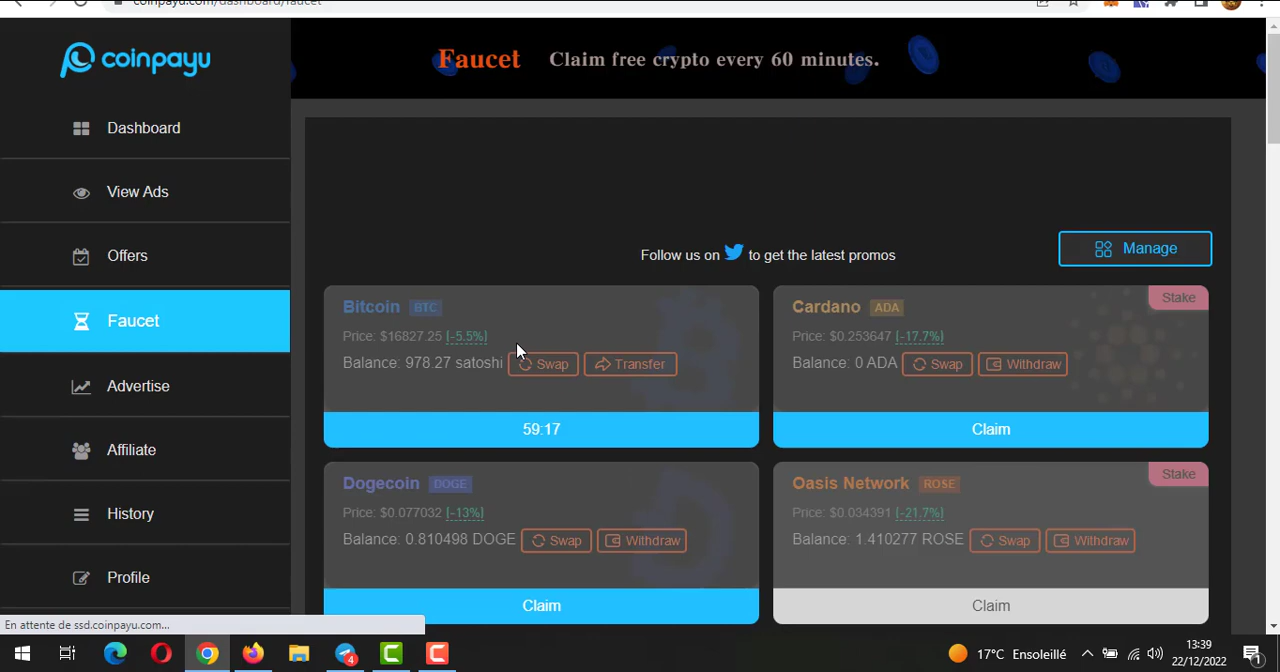 coinpayu.com/dashboard/faucet
coinpayu
Faucet Claim free crypto every 60 minutes.
Dashboard
View Ads
Offers
Faucet
Advertise
Affiliate
History
Profile
Follow us on to get the latest promos
Manage
Bitcoin BTC
Price: $16827.25 (-5.5%)
Balance: 978.27 satoshi Swap Transfer
59:17
Cardano ADA Stake
Price: $0.253647 (-17.7%)
Balance: 0 ADA Swap Withdraw
Claim
Dogecoin DOGE
Price: $0.077032 (-13%)
Balance: 0.810498 DOGE Swap Withdraw
Claim
Oasis Network ROSE Stake
Price: $0.034391 (-21.7%)
Balance: 1.410277 ROSE Swap Withdraw
Claim
En attente de ssd.coinpayu.com...
4
17°C Ensoleillé
13:39
22/12/2022
1